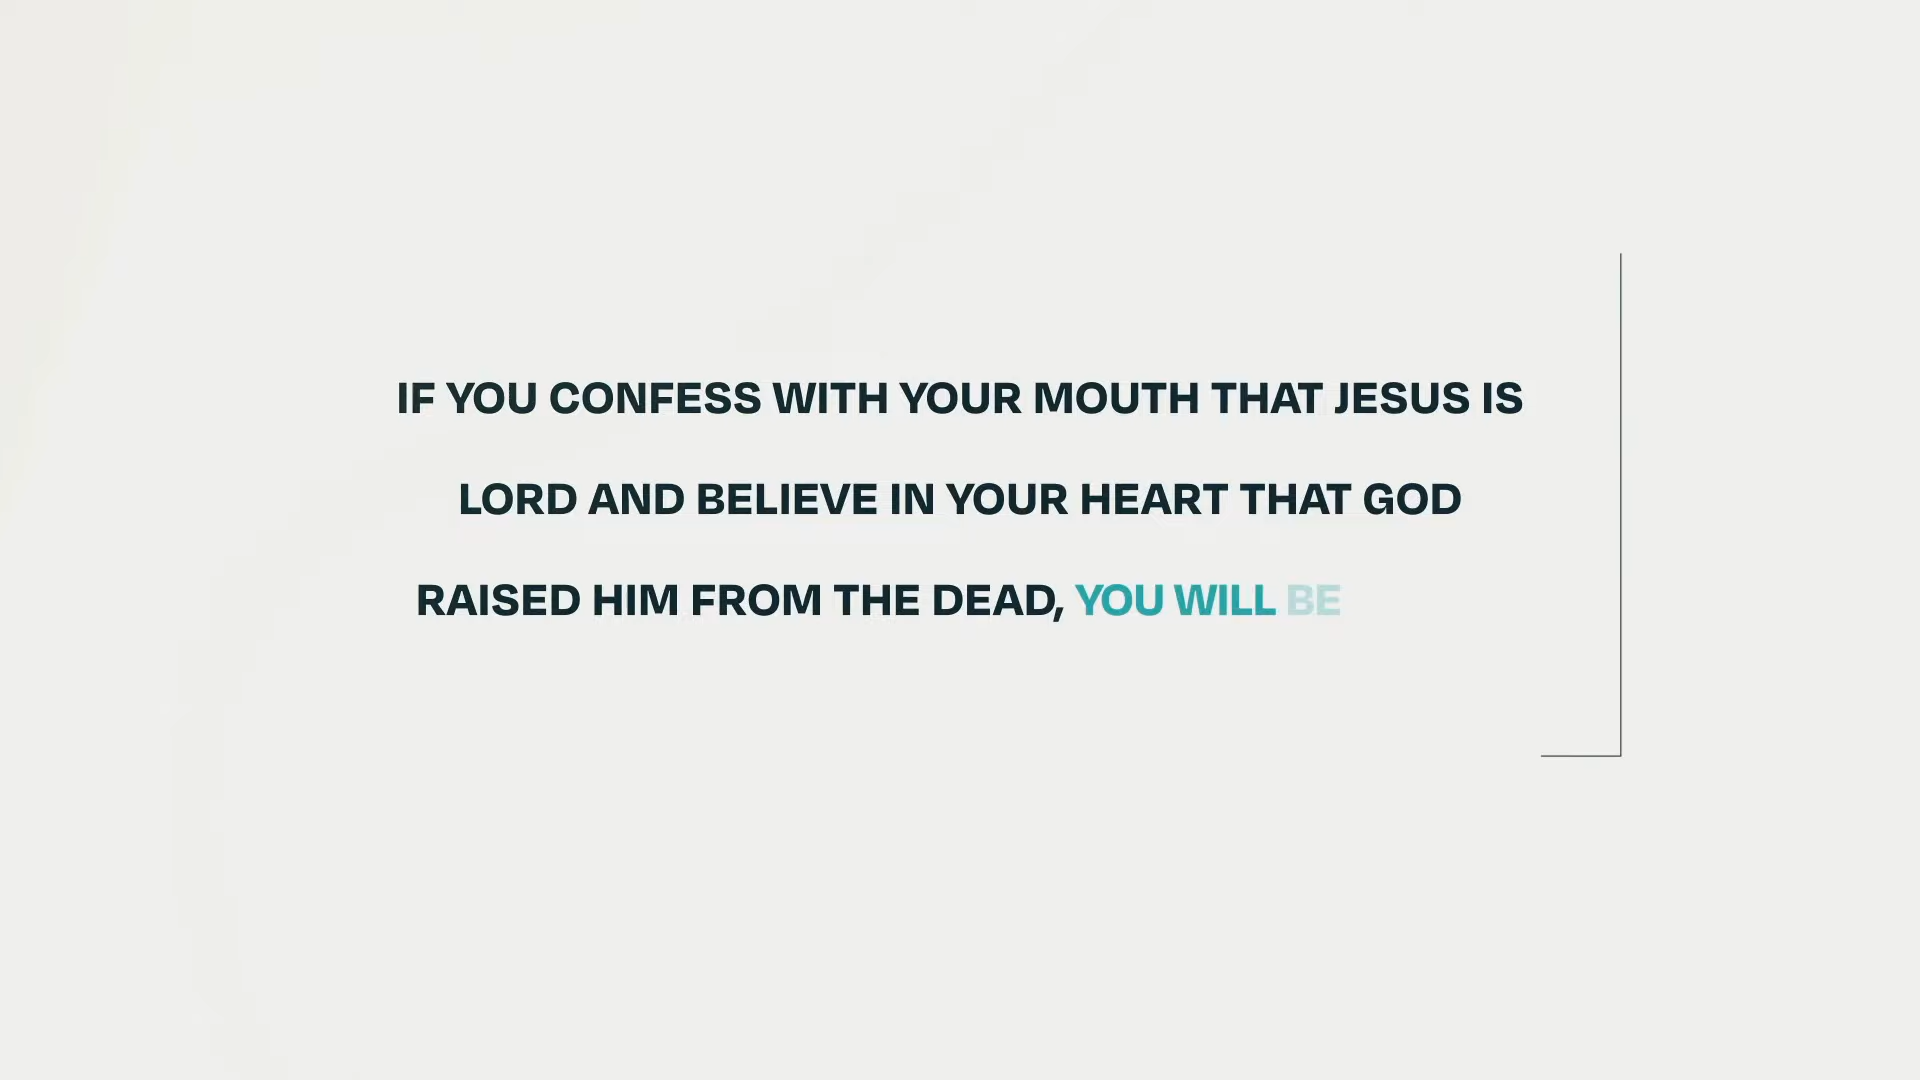 IF YOU CONFESS WITH YOUR MOUTH THAT JESUS IS
LORD AND BELIEVE IN YOUR HEART THAT GOD
RAISED HIM FROM THE DEAD, YOU WILL BE